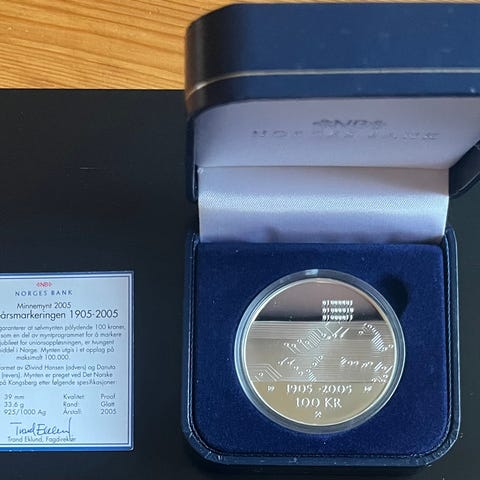 NB
NORGES BANK
NB
NORGES BANK
Minnemynt 2005
årsmarkeringen 1905-2005
garanterer at sølvmynten pålydende 100 kroner,
som en del av myntprogrammet for å markere
jubileet for unionsoppløsningen, er tvungent
middel i Norge. Mynten utgis i et opplag på
maksimalt 100.000.
formet av Øivind Hansen (advers) og Danuta
(revers). Mynten er preget ved Det Norske
på Kongsberg etter følgende spesifikasjoner:
39 mm Kvalitet: Proof
33,6 g Rand: Glatt
925/1000 Ag Årstall: 2005
Trond Eklund, Fagdirektør
1905-2005
100 KR